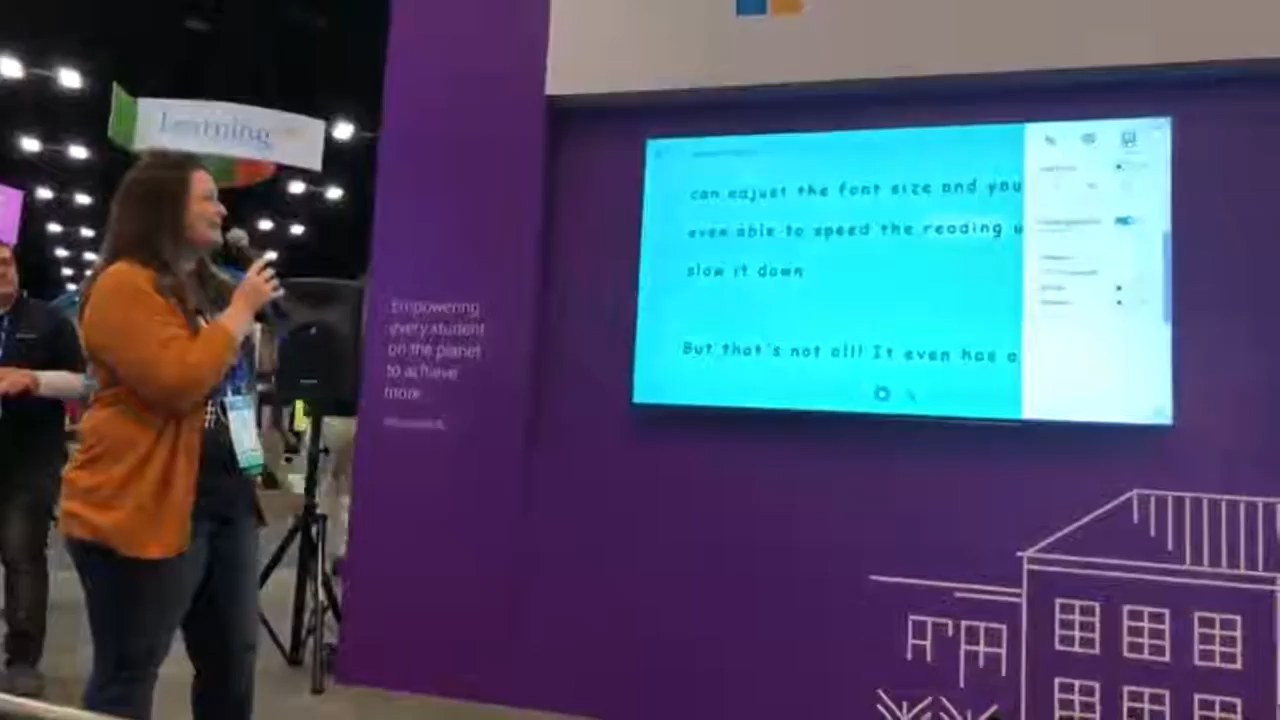 Learning
can adjust the font size and you
even able to speed the reading u
slow it down
But that's not all! It even has a
Empowering
every student
on the planet
to achieve
more